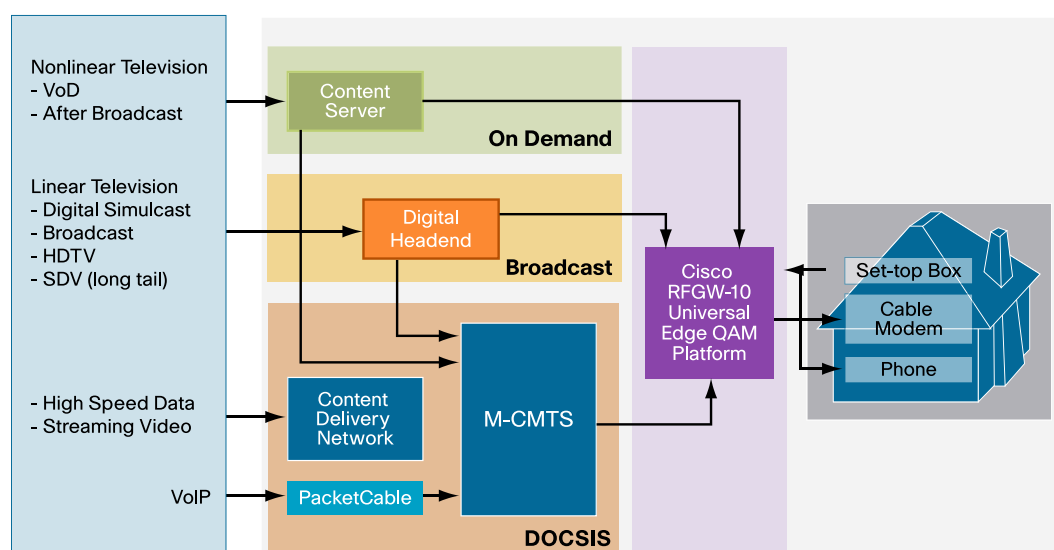 Nonlinear Television
- VoD
- After Broadcast
Linear Television
- Digital Simulcast
- Broadcast
- HDTV
- SDV (long tail)
- High Speed Data
- Streaming Video
VoIP
Content
Server
On Demand
Digital
Headend
Broadcast
Content
Delivery
Network
PacketCable
M-CMTS
DOCSIS
Cisco
RFGW-10
Universal
Edge QAM
Platform
Set-top Box
Cable
Modem
Phone